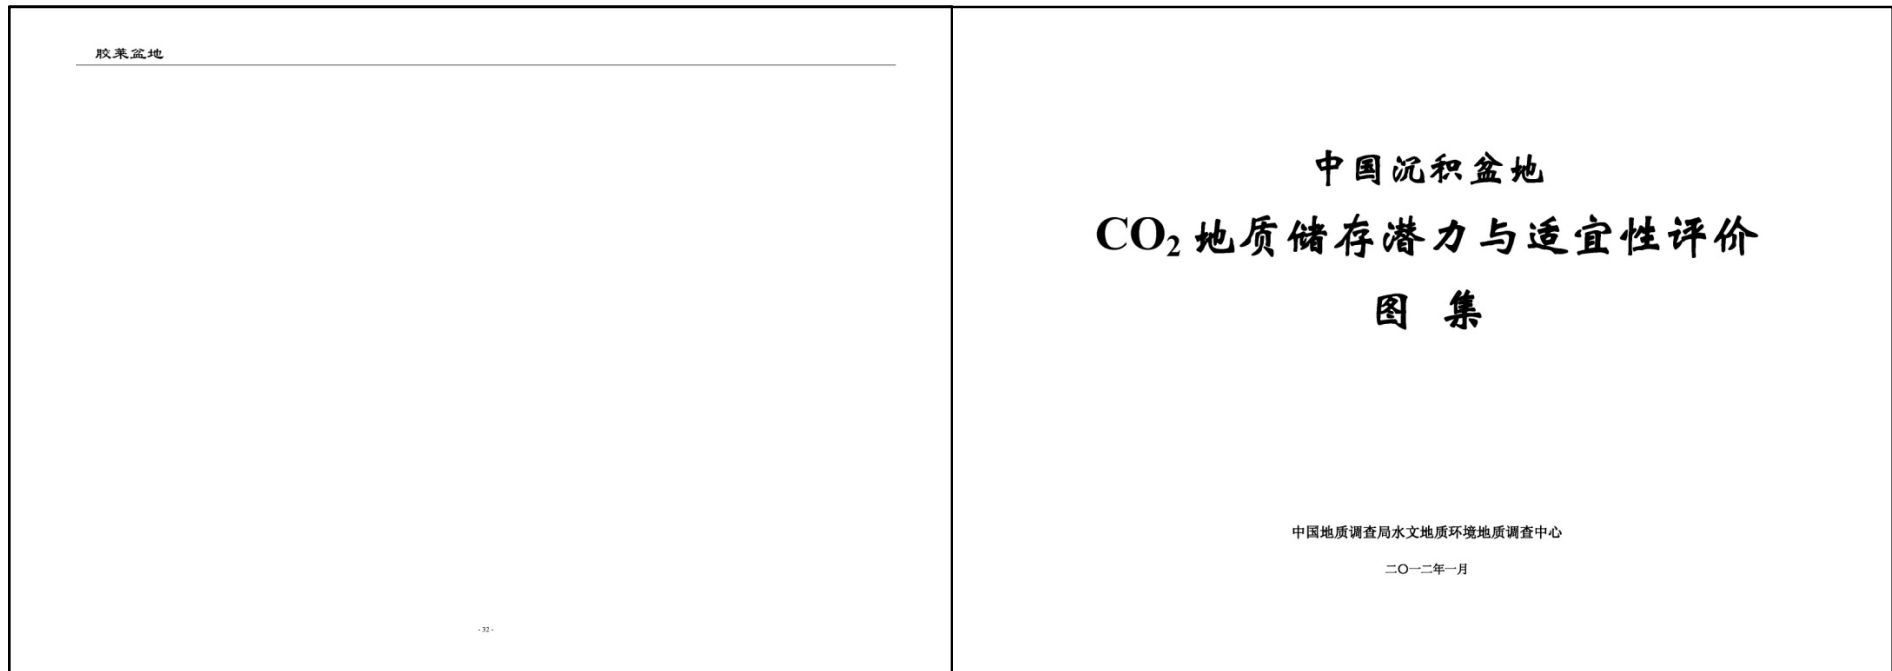 胶莱盆地
- 32 -
中国沉积盆地
CO₂ 地质储存潜力与适宜性评价
图 集
中国地质调查局水文地质环境地质调查中心
二〇一二年一月